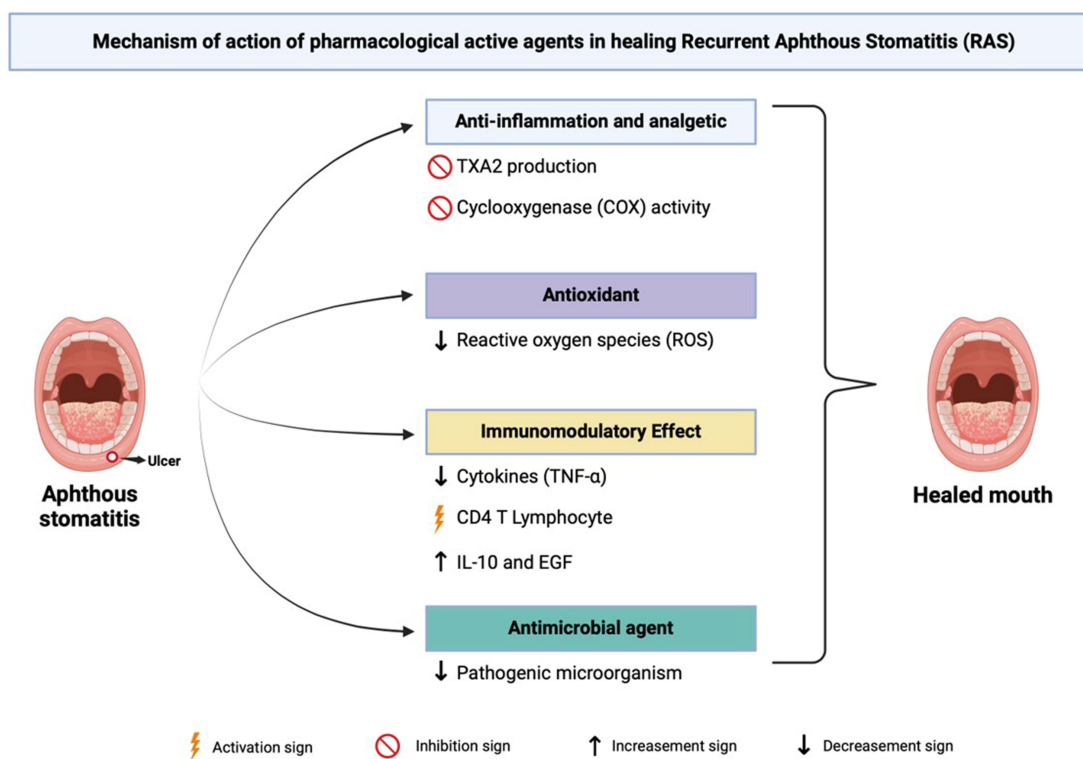 Mechanism of action of pharmacological active agents in healing Recurrent Aphthous Stomatitis (RAS)
Anti-inflammation and analgetic
TXA2 production
Cyclooxygenase (COX) activity
Antioxidant
↓ Reactive oxygen species (ROS)
Immunomodulatory Effect
↓ Cytokines (TNF-α)
CD4 T Lymphocyte
↑ IL-10 and EGF
Antimicrobial agent
↓ Pathogenic microorganism
Ulcer
Aphthous
stomatitis
Healed mouth
Activation sign
Inhibition sign
↑ Increasement sign
↓ Decreasement sign